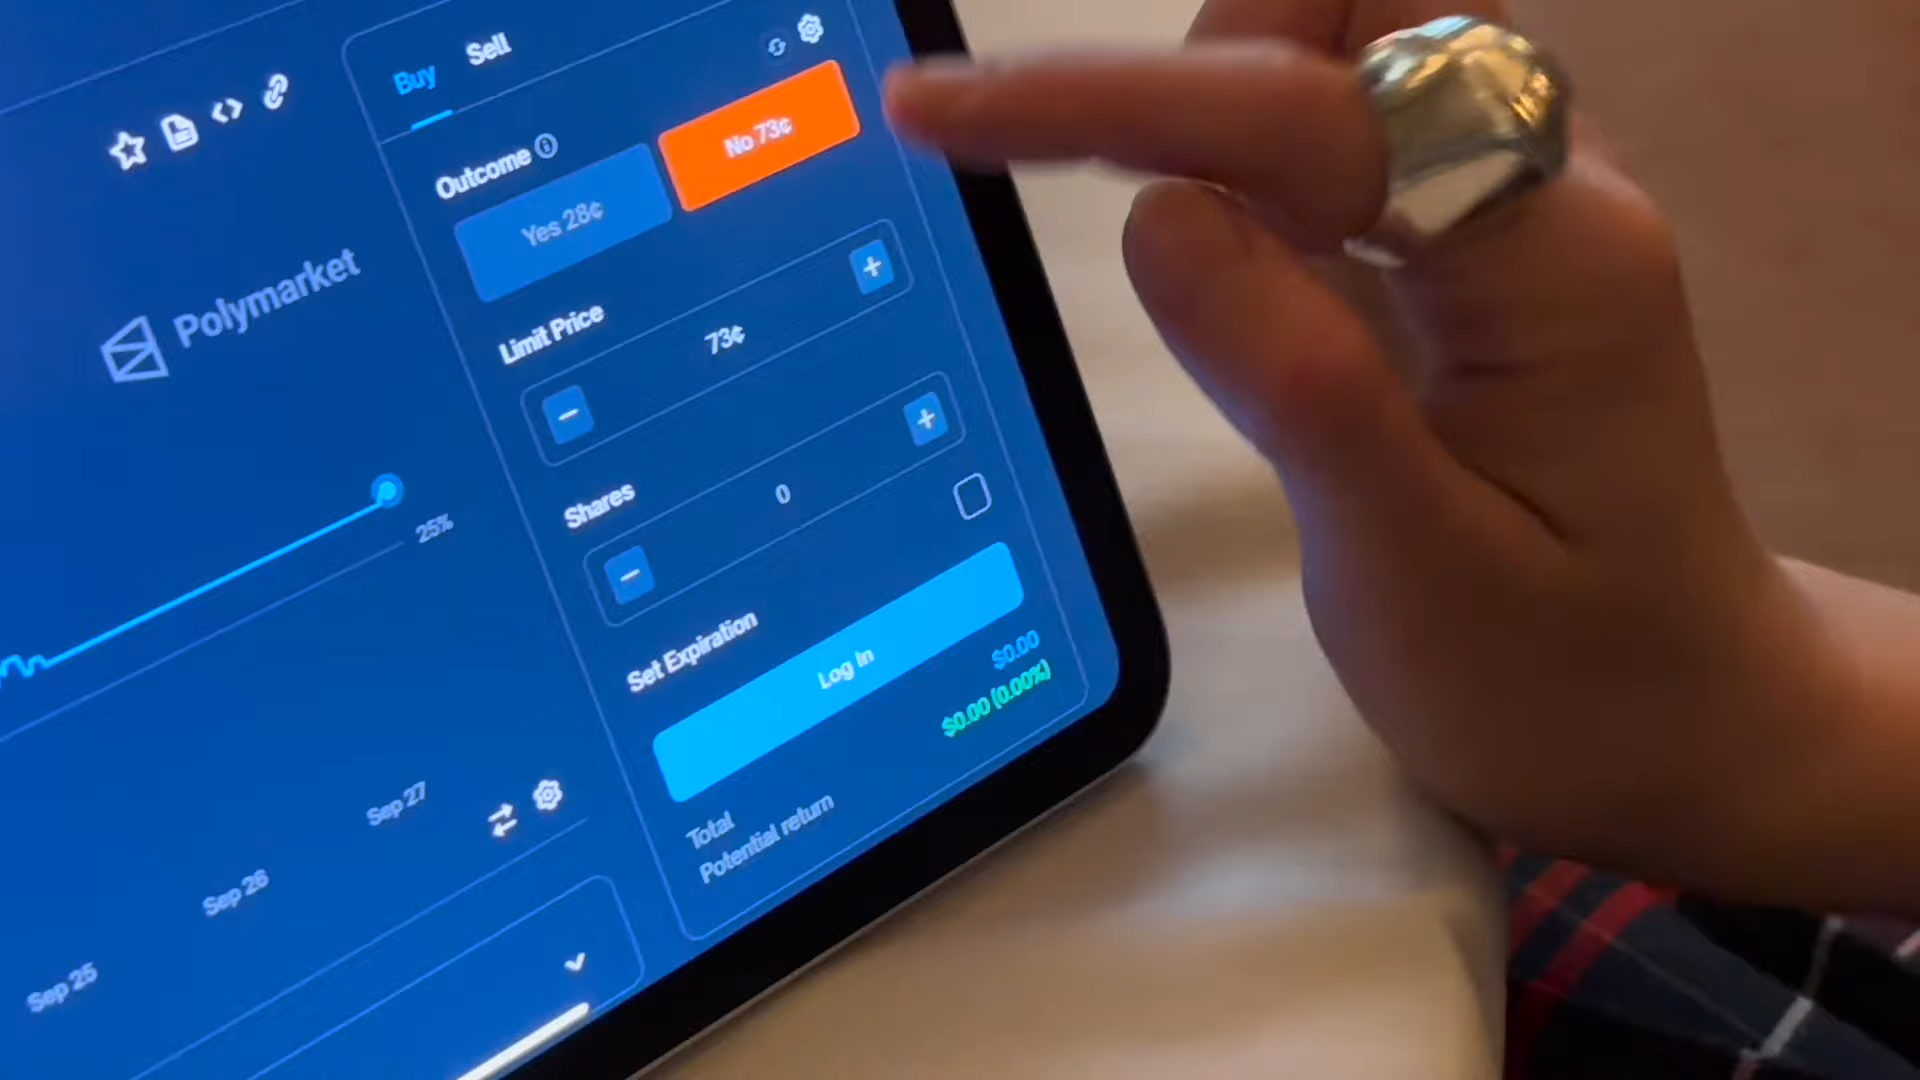 Buy Sell
Outcome
Yes 28¢ No 73¢
Polymarket
Limit Price
73¢
Shares
0
25%
Set Expiration
Log In
Total $0.00
Potential return $0.00 (0.00%)
Sep 25 Sep 26 Sep 27